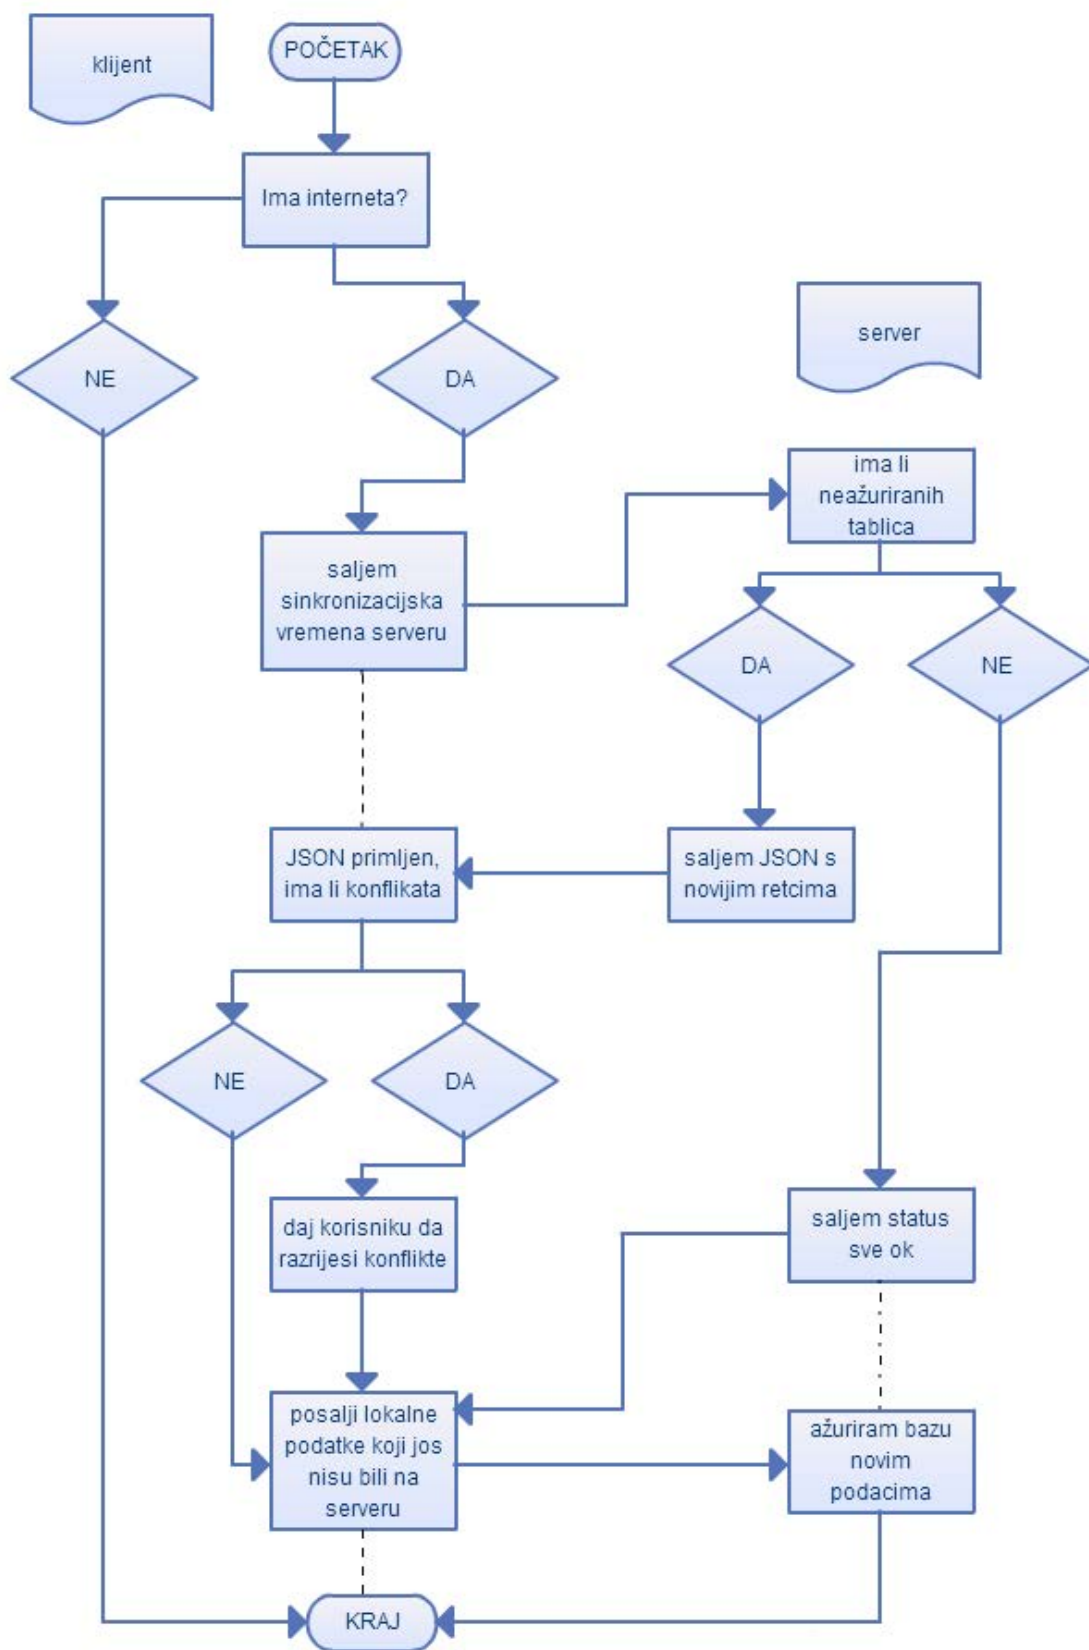 klijent
POČETAK
Ima interneta?
NE
DA
server
ima li
neažuriranih
tablica
saljem
sinkronizacijska
vremena serveru
DA
NE
JSON primljen,
ima li konflikata
saljem JSON s
novijim retcima
NE
DA
daj korisniku da
razrijesi konflikte
saljem status
sve ok
posalji lokalne
podatke koji jos
nisu bili na
serveru
ažuriram bazu
novim
podacima
KRAJ